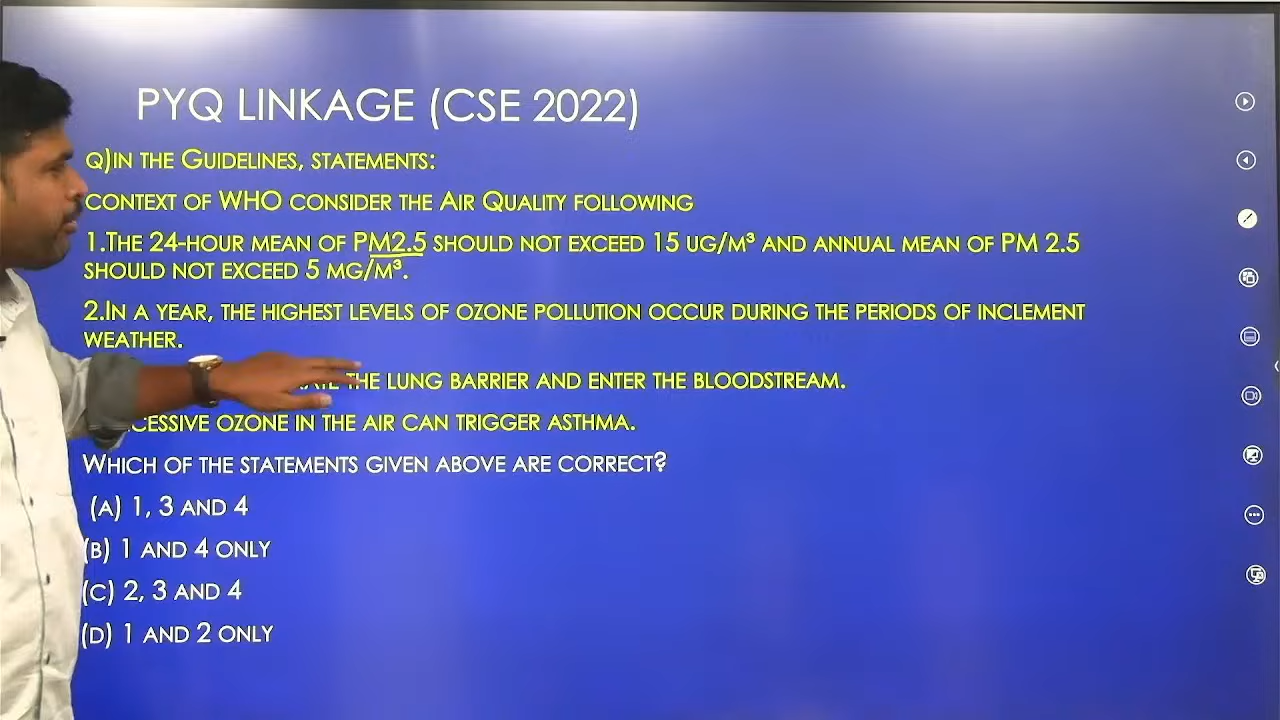 PYQ LINKAGE (CSE 2022)
Q)IN THE GUIDELINES, STATEMENTS:
CONTEXT OF WHO CONSIDER THE AIR QUALITY FOLLOWING
1.THE 24-HOUR MEAN OF PM2.5 SHOULD NOT EXCEED 15 UG/M³ AND ANNUAL MEAN OF PM 2.5
SHOULD NOT EXCEED 5 MG/M³.
2.IN A YEAR, THE HIGHEST LEVELS OF OZONE POLLUTION OCCUR DURING THE PERIODS OF INCLEMENT
WEATHER.
THE LUNG BARRIER AND ENTER THE BLOODSTREAM.
OZONE IN THE AIR CAN TRIGGER ASTHMA.
WHICH OF THE STATEMENTS GIVEN ABOVE ARE CORRECT?
(A) 1, 3 AND 4
(B) 1 AND 4 ONLY
(C) 2, 3 AND 4
(D) 1 AND 2 ONLY